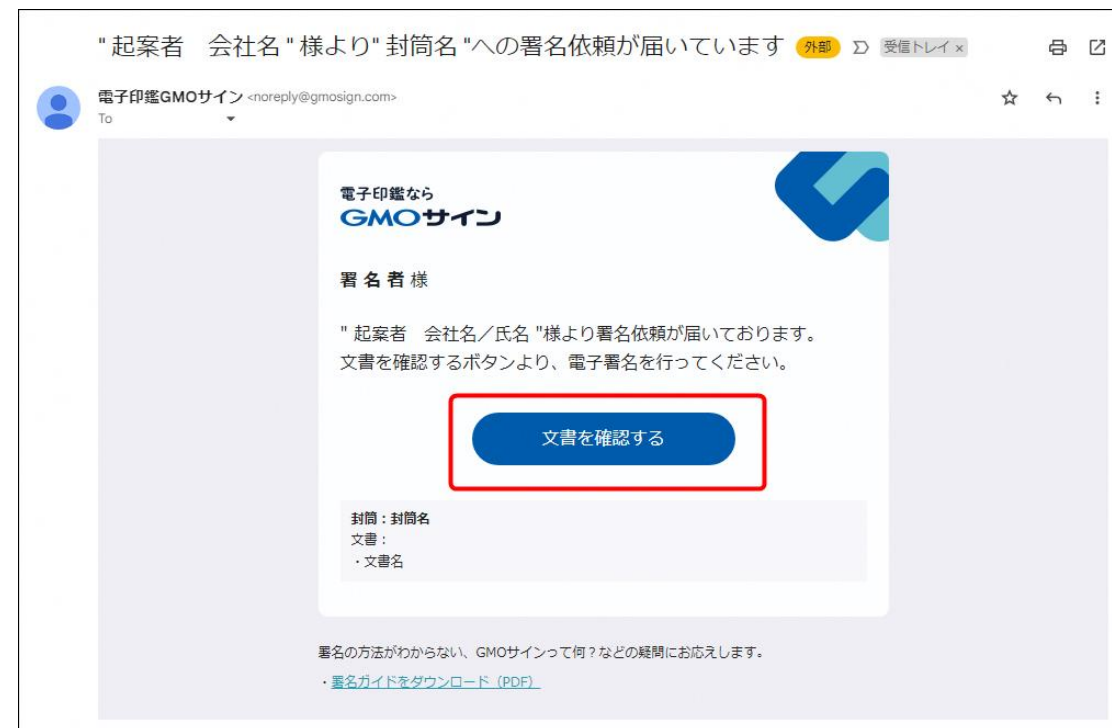 "起案者　会社名"様より"封筒名"への署名依頼が届いています 外部 受信トレイ ×
電子印鑑GMOサイン <noreply@gmosign.com>
To
電子印鑑なら
GMOサイン
署名者様
"起案者　会社名／氏名"様より署名依頼が届いております。
文書を確認するボタンより、電子署名を行ってください。
文書を確認する
封筒：封筒名
文書：
・文書名
署名の方法がわからない、GMOサインって何？などの疑問にお応えします。
・署名ガイドをダウンロード（PDF）